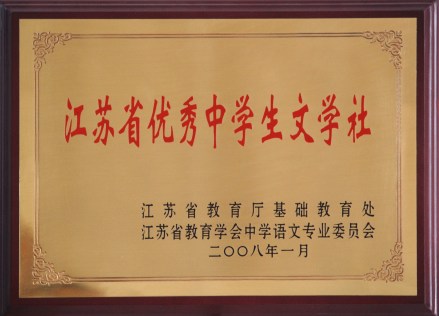 江苏省优秀中学生文学社
江苏省教育厅基础教育处
江苏省教育学会中学语文专业委员会
二〇〇八年一月